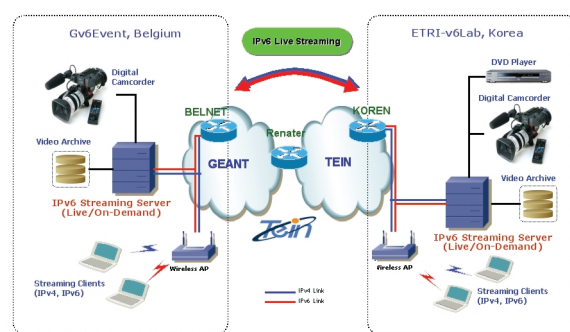 Gv6Event, Belgium
Digital
Camcorder
Video Archive
IPv6 Streaming Server
(Live/On-Demand)
Streaming Clients
(IPv4, IPv6)
Wireless AP
BELNET
GEANT
IPv6 Live Streaming
Renater
TEIN
KOREN
Tein
IPv4 Link
IPv6 Link
ETRI-v6Lab, Korea
DVD Player
Digital Camcorder
Video Archive
IPv6 Streaming Server
(Live/On-Demand)
Wireless AP
Streaming Clients
(IPv4, IPv6)